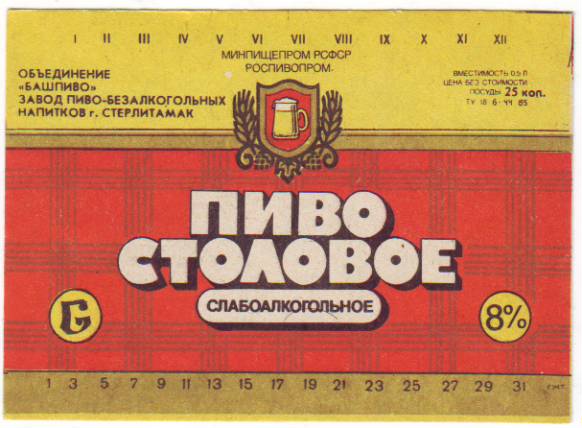 I II III IV V VI VII VIII IX X XI XII
МИНПИЩЕПРОМ РСФСР
РОСПИВОПРОМ
ОБЪЕДИНЕНИЕ
«БАШПИВО»
ЗАВОД ПИВО-БЕЗАЛКОГОЛЬНЫХ
НАПИТКОВ г. СТЕРЛИТАМАК
ВМЕСТИМОСТЬ 0,5 Л
ЦЕНА БЕЗ СТОИМОСТИ
ПОСУДЫ 25 коп.
ТУ 18 6-44 85
ПИВО
СТОЛОВОЕ
СЛАБОАЛКОГОЛЬНОЕ
G
8%
1 3 5 7 9 11 13 15 17 19 21 23 25 27 29 31